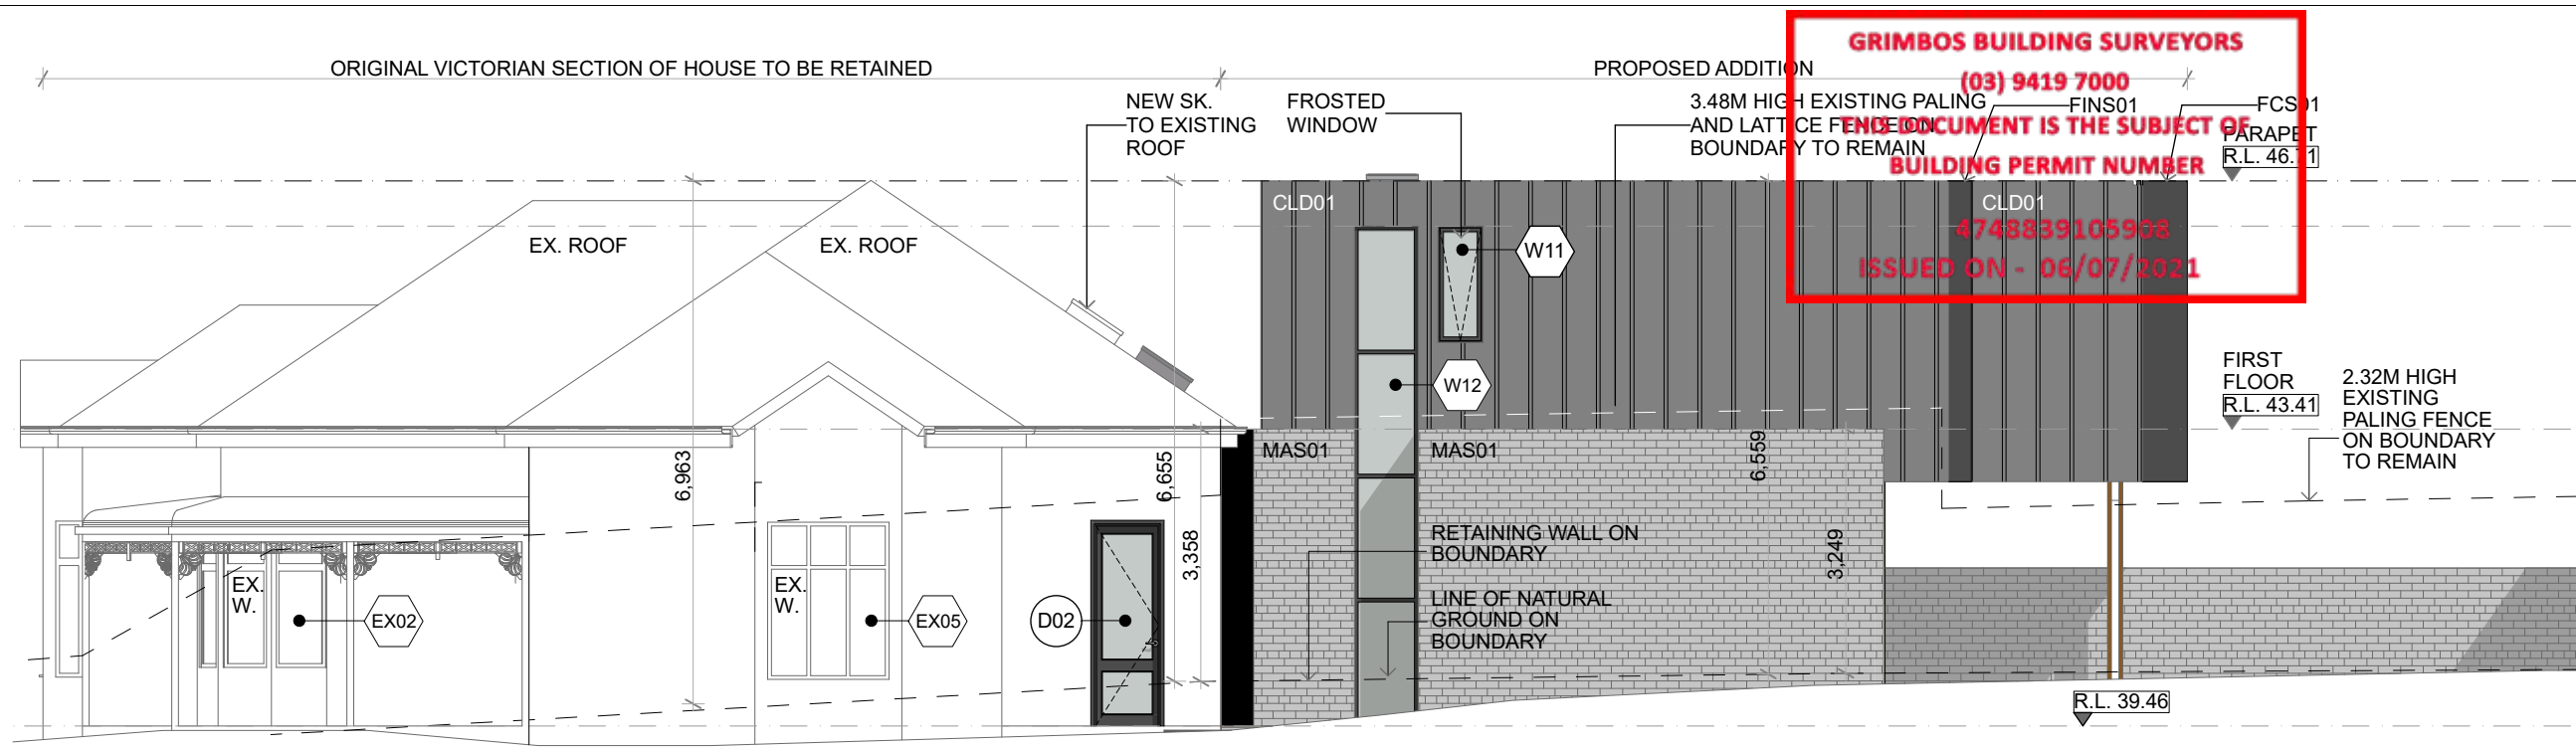 GRIMBOS BUILDING SURVEYORS
(03) 9419 7000
THIS DOCUMENT IS THE SUBJECT OF
BUILDING PERMIT NUMBER
4748839105908
ISSUED ON - 06/07/2021
ORIGINAL VICTORIAN SECTION OF HOUSE TO BE RETAINED
PROPOSED ADDITION
NEW SK.
TO EXISTING
ROOF
FROSTED
WINDOW
3.48M HIGH EXISTING PALING
AND LATTICE FENCE ON
BOUNDARY TO REMAIN
FINS01
FCS01
PARAPET
R.L. 46.71
CLD01
CLD01
EX. ROOF
EX. ROOF
W11
W12
FIRST
FLOOR
R.L. 43.41
2.32M HIGH
EXISTING
PALING FENCE
ON BOUNDARY
TO REMAIN
MAS01
MAS01
6,963
6,655
6,559
3,358
3,249
RETAINING WALL ON
BOUNDARY
LINE OF NATURAL
GROUND ON
BOUNDARY
EX.
W.
EX02
EX.
W.
EX05
D02
R.L. 39.46